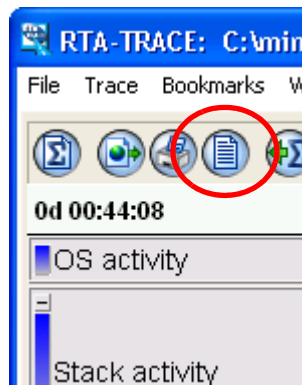 RTA-TRACE: C:\min
File Trace Bookmarks W
Σ Σ
0d 00:44:08
OS activity
Stack activity